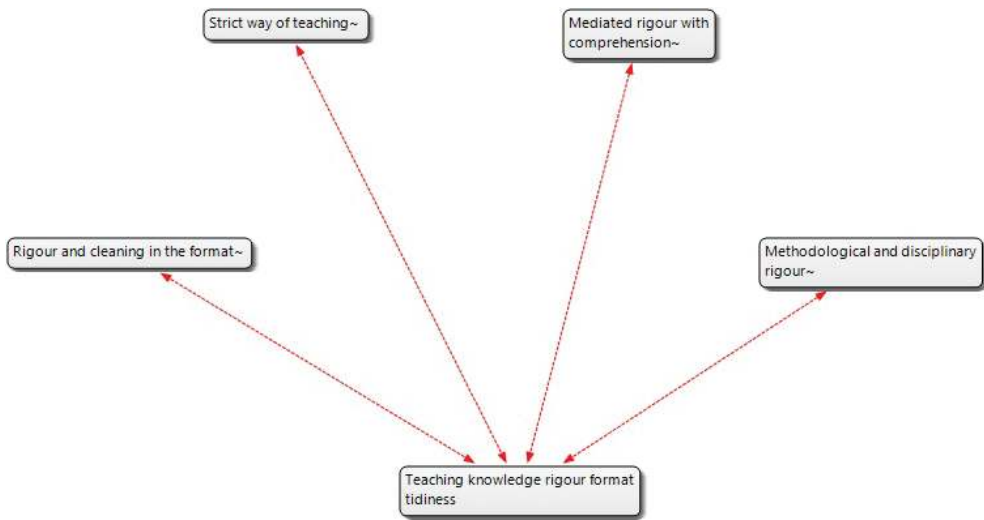 Strict way of teaching~
Mediated rigour with
comprehension~
Rigour and cleaning in the format~
Methodological and disciplinary
rigour~
Teaching knowledge rigour format
tidiness